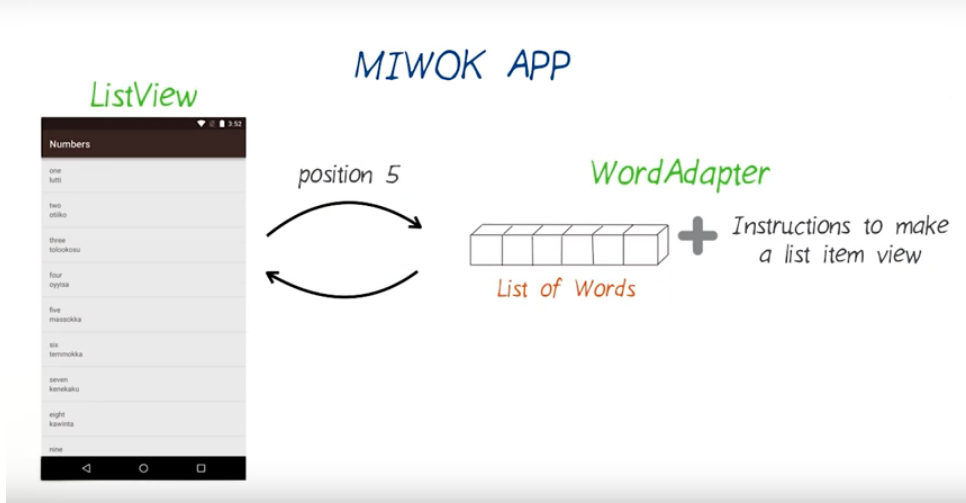 MIWOK APP
ListView
3:52
Numbers
one
lutti
two
otiiko
three
tolookosu
four
oyyisa
five
massokka
six
temmokka
seven
kenekaku
eight
kawinta
nine
position 5
WordAdapter
Instructions to make
a list item view
List of Words